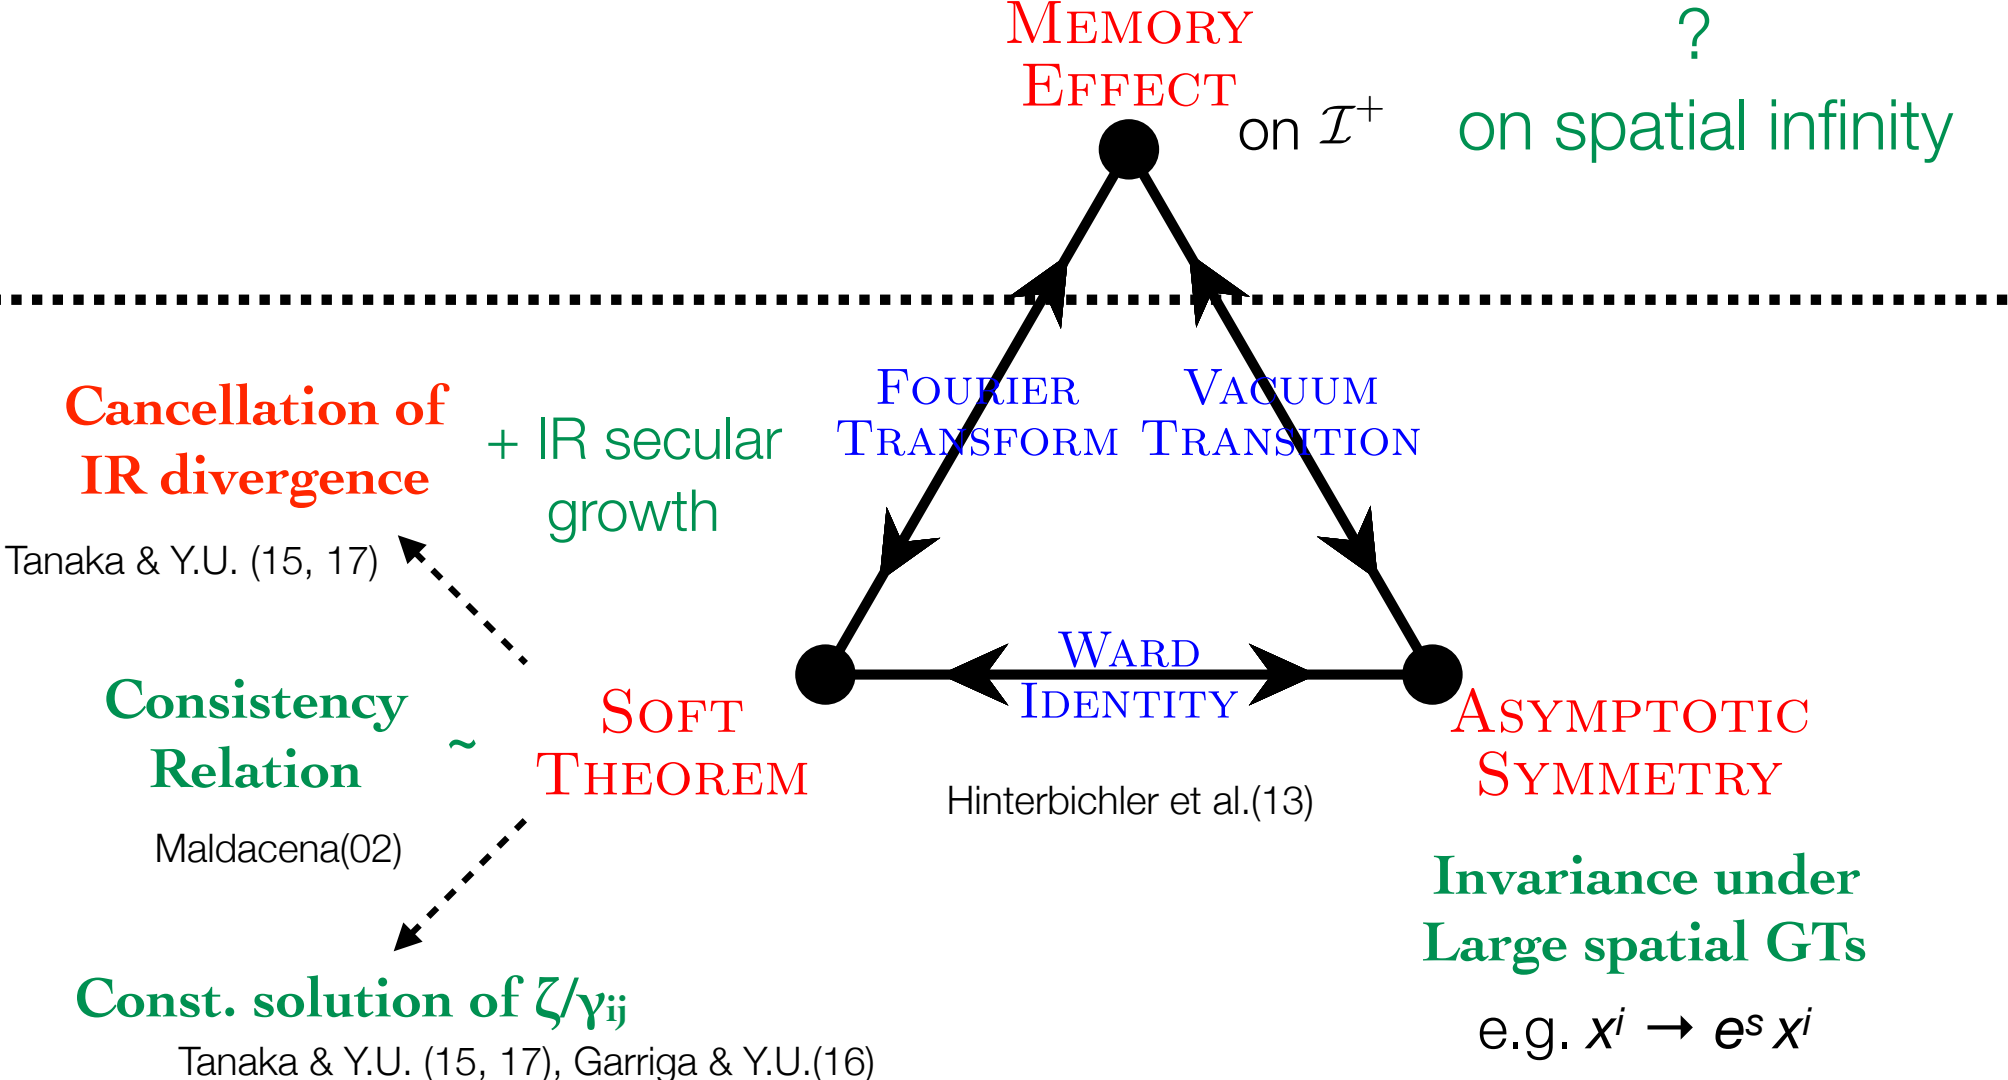 MEMORY
EFFECT
on ℐ⁺
?
on spatial infinity
Cancellation of
IR divergence
+ IR secular
growth
Tanaka & Y.U. (15, 17)
FOURIER
TRANSFORM
VACUUM
TRANSITION
WARD
IDENTITY
Consistency
Relation
~
SOFT
THEOREM
ASYMPTOTIC
SYMMETRY
Maldacena(02)
Hinterbichler et al.(13)
Invariance under
Large spatial GTs
e.g. xⁱ → eˢ xⁱ
Const. solution of ζ/γij
Tanaka & Y.U. (15, 17), Garriga & Y.U.(16)